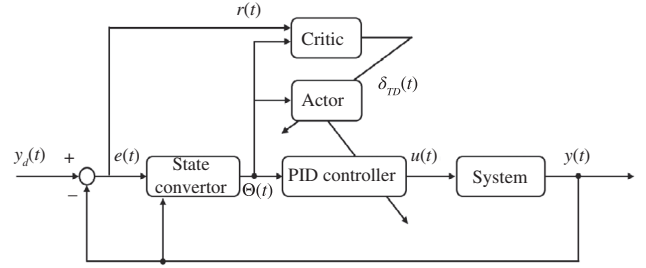 r(t)
Critic
δ_TD(t)
Actor
y_d(t)
+
−
e(t)
State
convertor
Θ(t)
PID controller
u(t)
System
y(t)